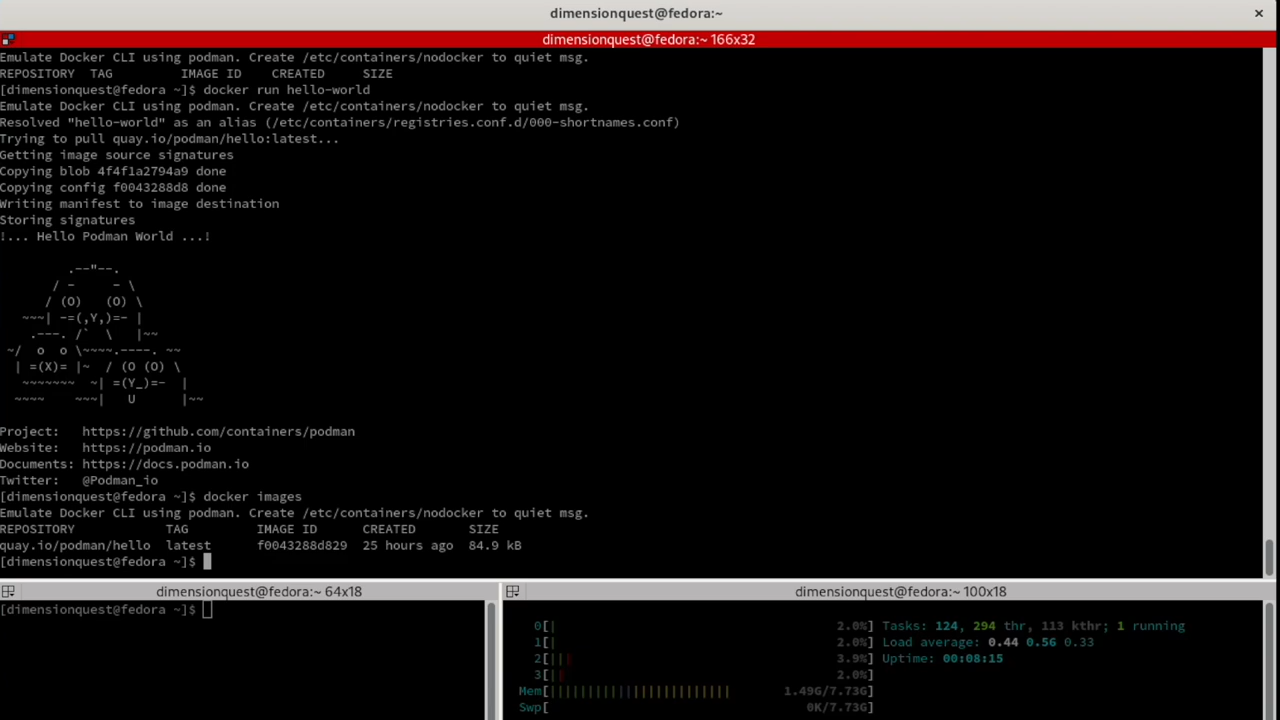 dimensionquest@fedora:~
×
dimensionquest@fedora:~ 166x32
Emulate Docker CLI using podman. Create /etc/containers/nodocker to quiet msg.
REPOSITORY  TAG         IMAGE ID    CREATED     SIZE
[dimensionquest@fedora ~]$ docker run hello-world
Emulate Docker CLI using podman. Create /etc/containers/nodocker to quiet msg.
Resolved "hello-world" as an alias (/etc/containers/registries.conf.d/000-shortnames.conf)
Trying to pull quay.io/podman/hello:latest...
Getting image source signatures
Copying blob 4f4f1a2794a9 done
Copying config f0043288d8 done
Writing manifest to image destination
Storing signatures
!... Hello Podman World ...!

         .--"--.
       / -     - \
      / (O)   (O) \
   ~~~| -=(,Y,)=- |
    .---. /`  \   |~~
 ~/  o  o \~~~~.----. ~~
  | =(X)= |~  / (O (O) \
   ~~~~~~~  ~| =(Y_)=-  |
  ~~~~    ~~~|   U      |~~

Project:   https://github.com/containers/podman
Website:   https://podman.io
Documents: https://docs.podman.io
Twitter:   @Podman_io
[dimensionquest@fedora ~]$ docker images
Emulate Docker CLI using podman. Create /etc/containers/nodocker to quiet msg.
REPOSITORY            TAG         IMAGE ID      CREATED       SIZE
quay.io/podman/hello  latest      f0043288d829  25 hours ago  84.9 kB
[dimensionquest@fedora ~]$
dimensionquest@fedora:~ 64x18
[dimensionquest@fedora ~]$
dimensionquest@fedora:~ 100x18
0[| 2.0%] Tasks: 124, 294 thr, 113 kthr; 1 running
1[| 2.0%] Load average: 0.44 0.56 0.33
2[||| 3.9%] Uptime: 00:08:15
3[|| 2.0%]
Mem[|||||||||||||||||||||||| 1.49G/7.73G]
Swp[ 0K/7.73G]